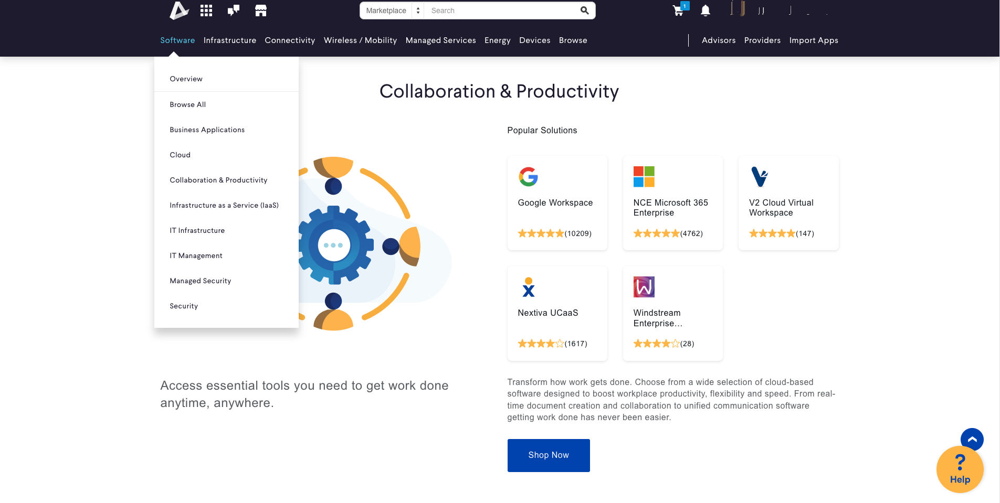 Marketplace
Search
1
Software
Infrastructure
Connectivity
Wireless / Mobility
Managed Services
Energy
Devices
Browse
Advisors
Providers
Import Apps
Overview
Browse All
Business Applications
Cloud
Collaboration & Productivity
Infrastructure as a Service (IaaS)
IT Infrastructure
IT Management
Managed Security
Security
Collaboration & Productivity
Access essential tools you need to get work done
anytime, anywhere.
Popular Solutions
Google Workspace
(10209)
NCE Microsoft 365
Enterprise
(4762)
V2 Cloud Virtual
Workspace
(147)
Nextiva UCaaS
(1617)
Windstream
Enterprise...
(28)
Transform how work gets done. Choose from a wide selection of cloud-based
software designed to boost workplace productivity, flexibility and speed. From real-
time document creation and collaboration to unified communication software
getting work done has never been easier.
Shop Now
?
Help